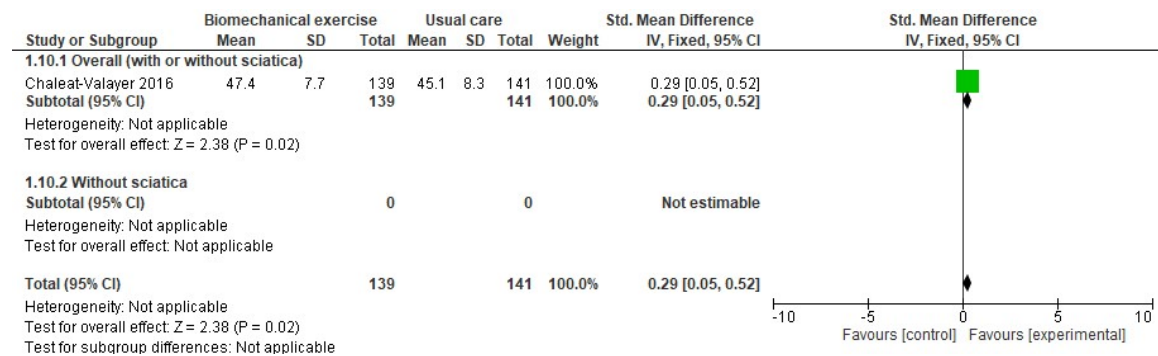 Biomechanical exercise Usual care Std. Mean Difference Std. Mean Difference
Study or Subgroup Mean SD Total Mean SD Total Weight IV, Fixed, 95% CI IV, Fixed, 95% CI
1.10.1 Overall (with or without sciatica)
Chaleat-Valayer 2016 47.4 7.7 139 45.1 8.3 141 100.0% 0.29 [0.05, 0.52]
Subtotal (95% CI) 139 141 100.0% 0.29 [0.05, 0.52]
Heterogeneity: Not applicable
Test for overall effect: Z = 2.38 (P = 0.02)
1.10.2 Without sciatica
Subtotal (95% CI) 0 0 Not estimable
Heterogeneity: Not applicable
Test for overall effect: Not applicable
Total (95% CI) 139 141 100.0% 0.29 [0.05, 0.52]
Heterogeneity: Not applicable
Test for overall effect: Z = 2.38 (P = 0.02)
Test for subgroup differences: Not applicable
-10 -5 0 5 10
Favours [control] Favours [experimental]